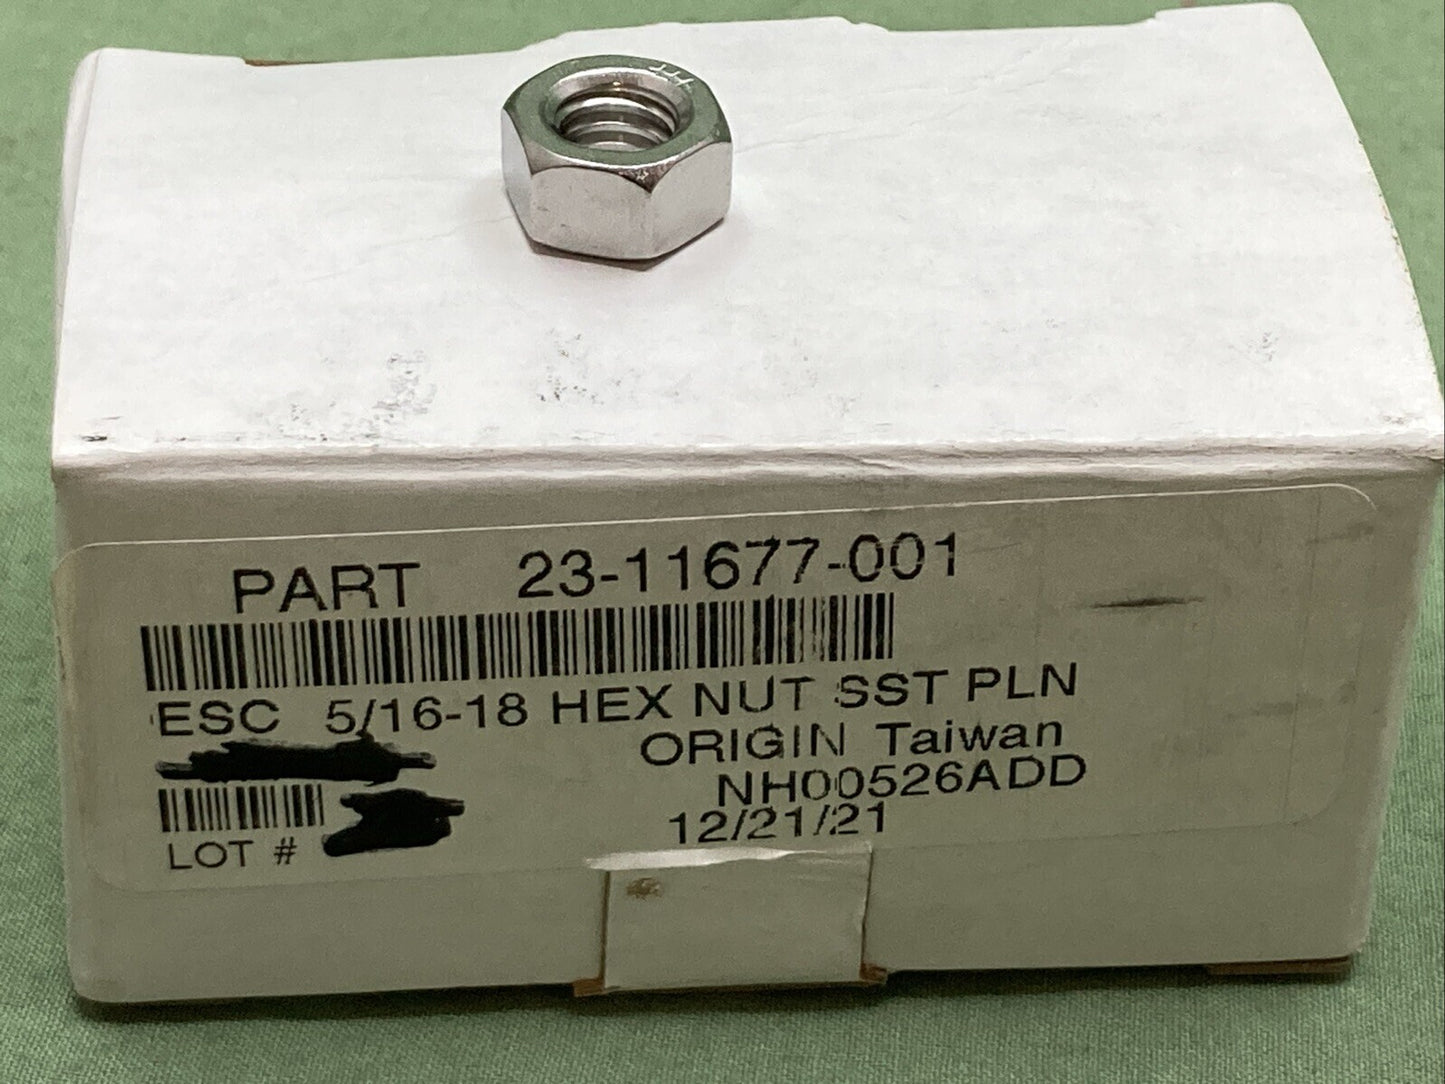 PART 23-11677-001
ESC 5/16-18 HEX NUT SST PLN
ORIGIN Taiwan
NH00526ADD
12/21/21
LOT #